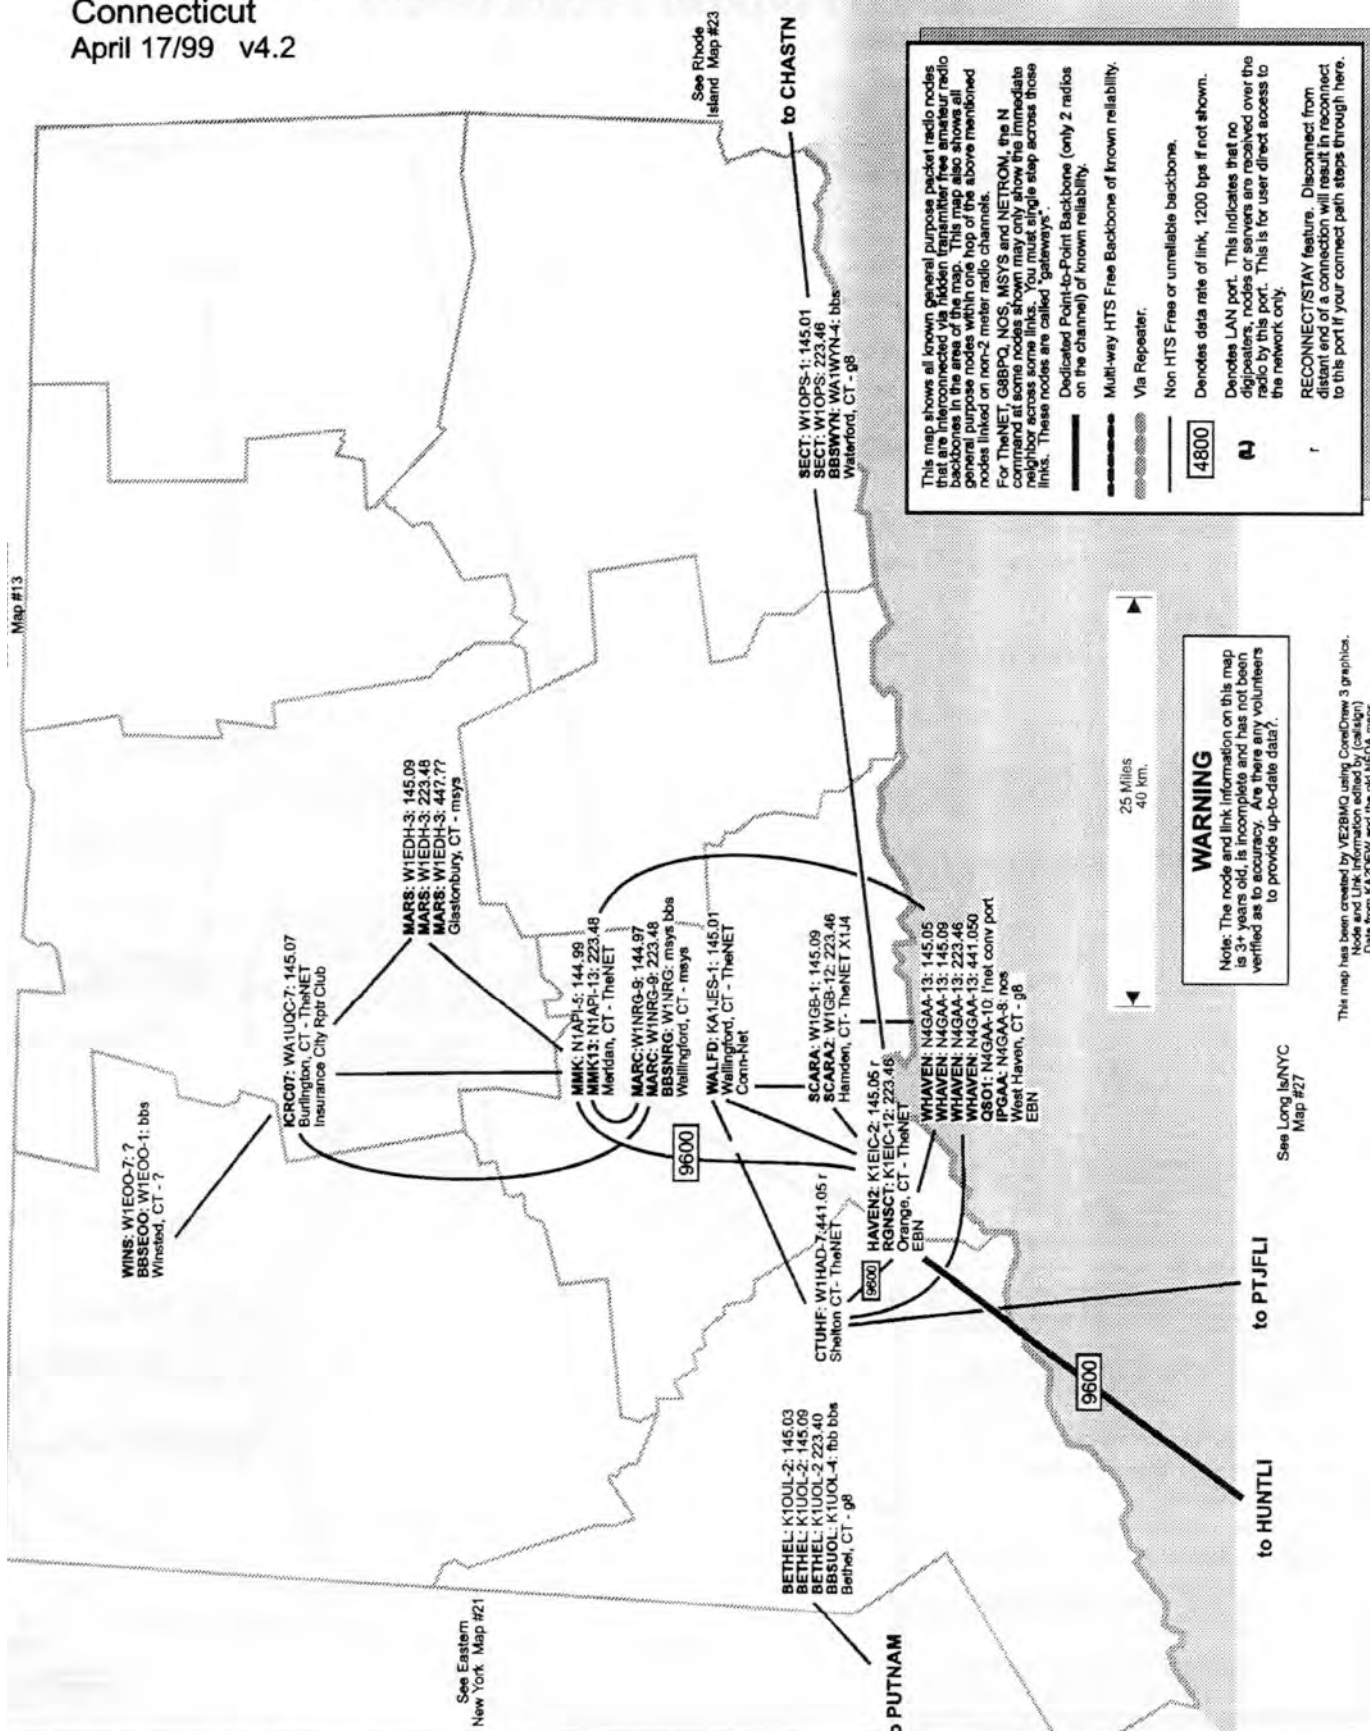 Connecticut
April 17/99 v4.2
Map #13
See Rhode
Island Map #23
to CHASTN
WINS: W1EOO-7: ?
BBSEOO: W1EOO-1: bbs
Winsted, CT - ?
ICRC07: WA1UQC-7: 145.07
Burlington, CT - TheNET
Insurance City Rptr Club
MARS: W1EDH-3: 145.09
MARS: W1EDH-3: 223.48
MARS: W1EDH-3: 447.??
Glastonbury, CT - msys
MMK: N1API-5: 144.99
MMK13: N1API-13: 223.48
Meridan, CT - TheNET
MARC: W1NRG-9: 144.97
MARC: W1NRG-9: 223.48
BBSNRG: W1NRG: msys bbs
Wallingford, CT - msys
9600
WALFD: KA1JES-1: 145.01
Wallingford, CT - TheNET
Conn-Net
SECT: W1OPS-1: 145.01
SECT: W1OPS: 223.46
BBSWYN: WA1WYN-4: bbs
Waterford, CT - g8
SCARA: W1GB-1: 145.09
SCARA2: W1GB-12: 223.46
Hamden, CT- TheNET X1J4
CTUHF: W1HAD-7:441.05 r
Shelton CT- TheNET
9600
HAVEN2: K1EIC-2: 145.05 r
RGNSCT: K1EIC-12: 223.46
Orange, CT - TheNET
EBN
WHAVEN: N4GAA-13: 145.05
WHAVEN: N4GAA-13: 145.09
WHAVEN: N4GAA-13: 223.46
WHAVEN: N4GAA-13: 441.050
QSO1: N4GAA-10: Tnet conv port
IPGAA: N4GAA-8: nos
West Haven, CT - g8
EBN
BETHEL: K1OUL-2: 145.03
BETHEL: K1UOL-2: 145.09
BETHEL: K1UOL-2 223.40
BBSUOL: K1UOL-4: fbb bbs
Bethel, CT - g8
See Eastern
New York Map #21
PUTNAM
9600
to HUNTLI
to PTJFLI
See Long Is/NYC
Map #27
This map shows all known general purpose packet radio nodes
that are interconnected via hidden transmitter free amateur radio
backbones in the area of the map. This map also shows all
general purpose nodes within one hop of the above mentioned
nodes linked on non-2 meter radio channels.
For TheNET, G8BPQ, NOS, MSYS and NETROM, the N
command at some nodes shown may only show the immediate
neighbor across some links. You must single step across those
links. These nodes are called "gateways".
Dedicated Point-to-Point Backbone (only 2 radios
on the channel) of known reliability.
Multi-way HTS Free Backbone of known reliability.
Via Repeater.
Non HTS Free or unreliable backbone.
4800
Denotes data rate of link, 1200 bps if not shown.
(L)
Denotes LAN port. This indicates that no
digipeaters, nodes or servers are received over the
radio by this port. This is for user direct access to
the network only.
r
RECONNECT/STAY feature. Disconnect from
distant end of a connection will result in reconnect
to this port if your connect path steps through here.
25 Miles
40 km.
WARNING
Note: The node and link information on this map
is 3+ years old, is incomplete and has not been
verified as to accuracy. Are there any volunteers
to provide up-to-date data?.
This map has been created by VE2BMQ using CorelDraw 3 graphics.
Node and Link Information edited by (callsign)